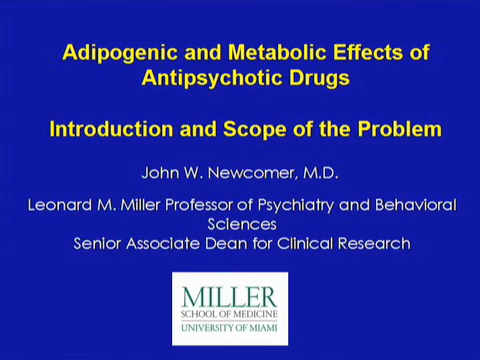 Adipogenic and Metabolic Effects of
Antipsychotic Drugs
Introduction and Scope of the Problem
John W. Newcomer, M.D.
Leonard M. Miller Professor of Psychiatry and Behavioral
Sciences
Senior Associate Dean for Clinical Research
MILLER
SCHOOL OF MEDICINE
UNIVERSITY OF MIAMI